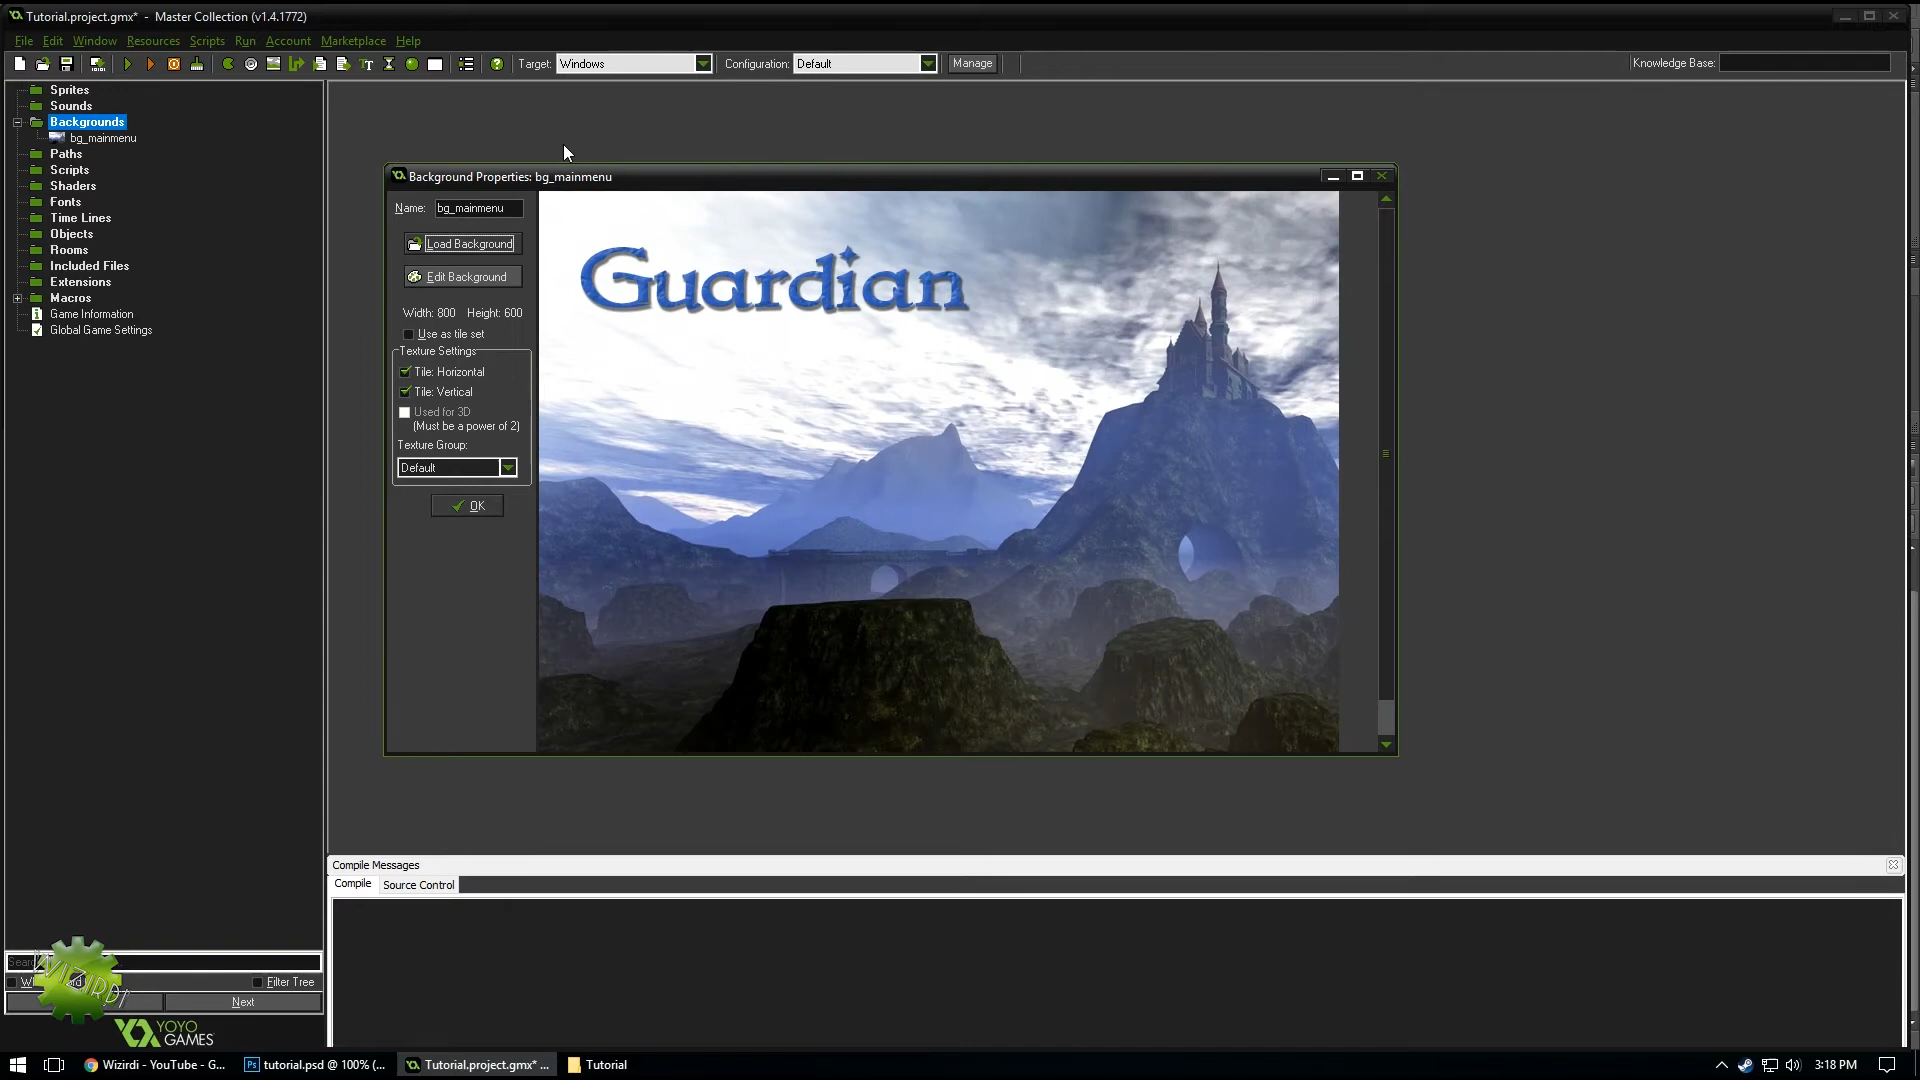 Tutorial.project.gmx* - Master Collection (v1.4.1772)
File Edit Window Resources Scripts Run Account Marketplace Help
Target: Windows Configuration: Default Manage Knowledge Base:
Sprites
Sounds
Backgrounds
bg_mainmenu
Paths
Scripts
Shaders
Fonts
Time Lines
Objects
Rooms
Included Files
Extensions
Macros
Game Information
Global Game Settings
Background Properties: bg_mainmenu
Name: bg_mainmenu
Load Background
Edit Background
Width: 800 Height: 600
Use as tile set
Texture Settings
Tile: Horizontal
Tile: Vertical
Used for 3D
(Must be a power of 2)
Texture Group:
Default
OK
Guardian
Compile Messages
Compile Source Control
Filter Tree
WIZIRDI
Next
YOYO
GAMES
Wizirdi - YouTube - G... tutorial.psd @ 100% (... Tutorial.project.gmx* ... Tutorial 3:18 PM